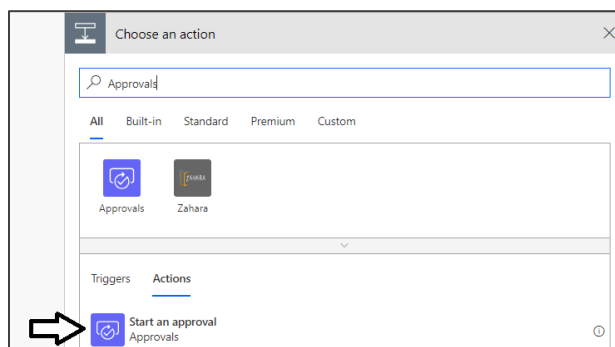 Choose an action
Approvals
All Built-in Standard Premium Custom
ZAHARA
Approvals Zahara
Triggers Actions
Start an approval
Approvals